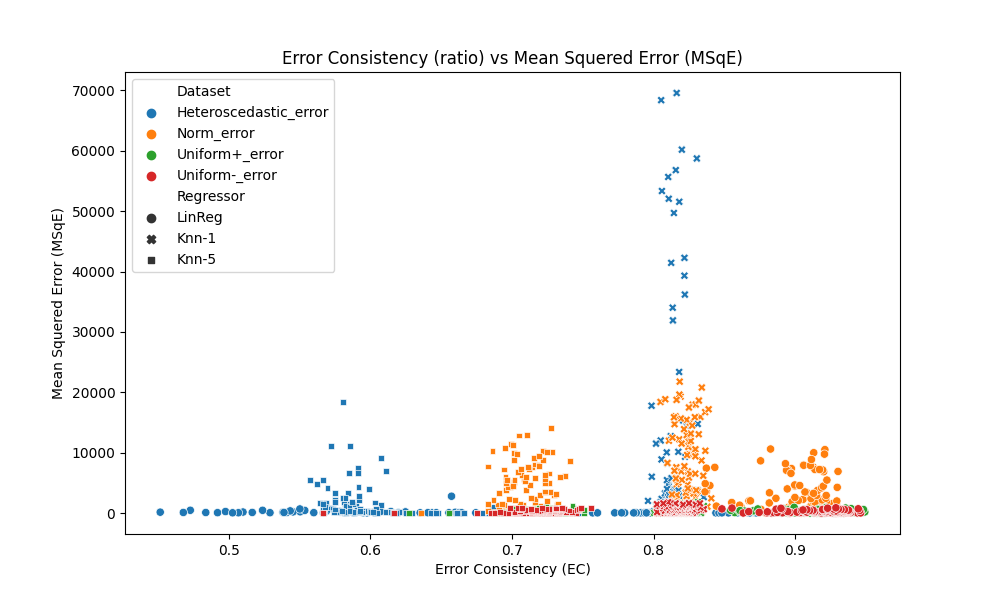 Error Consistency (ratio) vs Mean Squered Error (MSqE)
Dataset
Heteroscedastic_error
Norm_error
Uniform+_error
Uniform-_error
Regressor
LinReg
Knn-1
Knn-5
Mean Squered Error (MSqE)
70000
60000
50000
40000
30000
20000
10000
0
0.5 0.6 0.7 0.8 0.9
Error Consistency (EC)